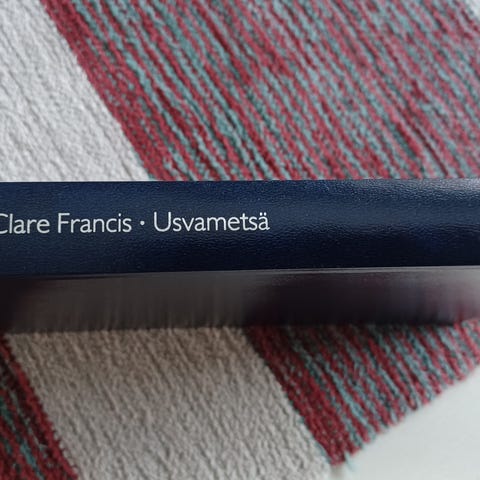 Clare Francis · Usvametsä